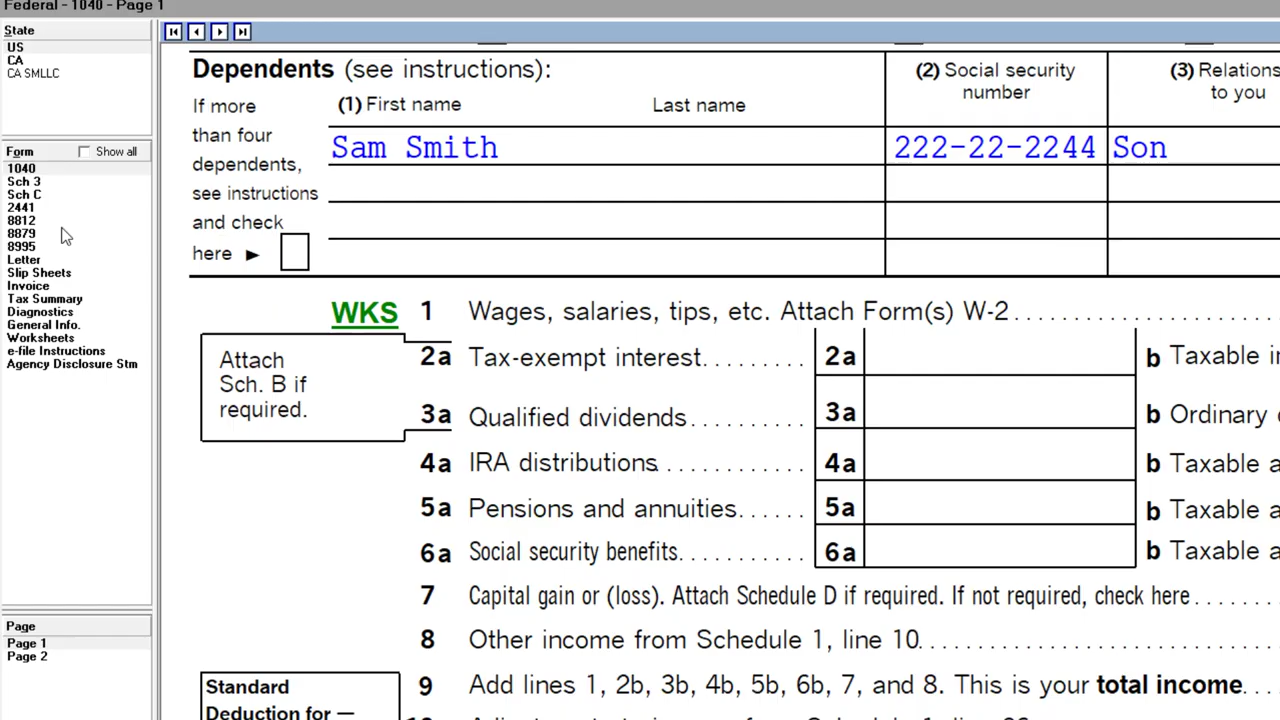 Federal - 1040 - Page 1
State
US
CA
CA SMLLC
Form Show all
1040
Sch 3
Sch C
2441
8812
8879
8995
Letter
Slip Sheets
Invoice
Tax Summary
Diagnostics
General Info.
Worksheets
e-file Instructions
Agency Disclosure Stm
Page
Page 1
Page 2
Dependents (see instructions):
If more
than four
dependents,
see instructions
and check
here ►
(1) First name Last name
(2) Social security
number
(3) Relations
to you
Sam Smith 222-22-2244 Son
WKS 1 Wages, salaries, tips, etc. Attach Form(s) W-2
Attach
Sch. B if
required.
2a Tax-exempt interest 2a b Taxable in
3a Qualified dividends 3a b Ordinary
4a IRA distributions 4a b Taxable a
5a Pensions and annuities 5a b Taxable a
6a Social security benefits 6a b Taxable a
7 Capital gain or (loss). Attach Schedule D if required. If not required, check here
8 Other income from Schedule 1, line 10
9 Add lines 1, 2b, 3b, 4b, 5b, 6b, 7, and 8. This is your total income
Standard
Deduction for —